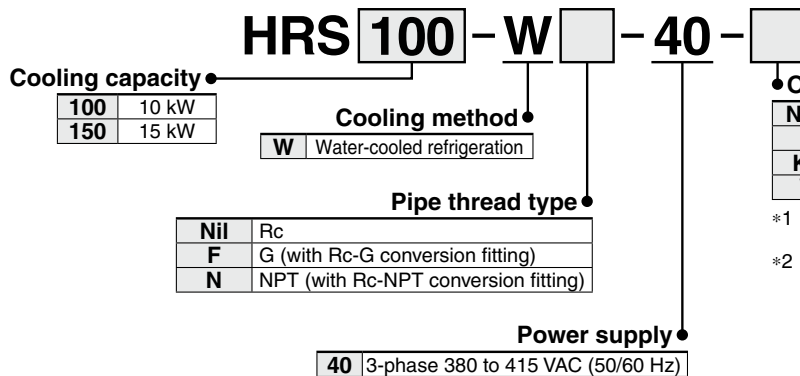 HRS 100 - W - 40 -
Cooling capacity
100 10 kW
150 15 kW
Cooling method
W Water-cooled refrigeration
Pipe thread type
Nil Rc
F G (with Rc-G conversion fitting)
N NPT (with Rc-NPT conversion fitting)
Power supply
40 3-phase 380 to 415 VAC (50/60 Hz)
*1
*2